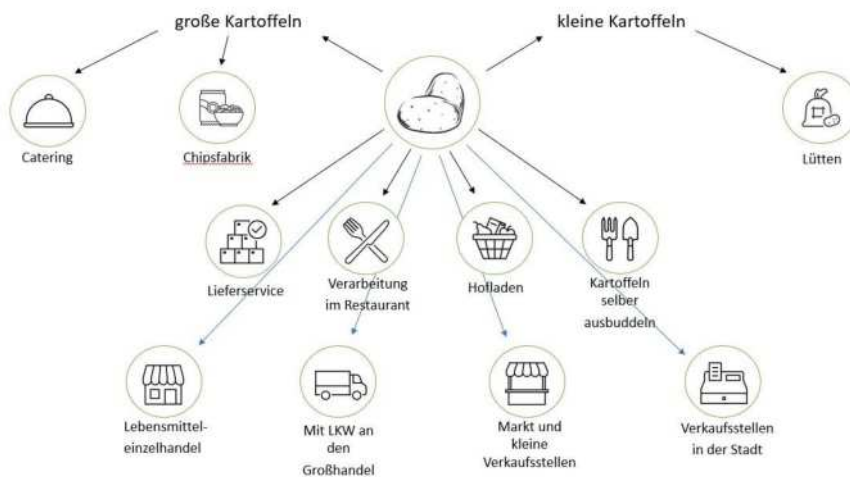 große Kartoffeln
kleine Kartoffeln
Catering
Chipsfabrik
Lütten
Lieferservice
Verarbeitung
im Restaurant
Hofladen
Kartoffeln
selber
ausbuddeln
Lebensmittel-
einzelhandel
Mit LKW an
den
Großhandel
Markt und
kleine
Verkaufsstellen
Verkaufsstellen
in der Stadt